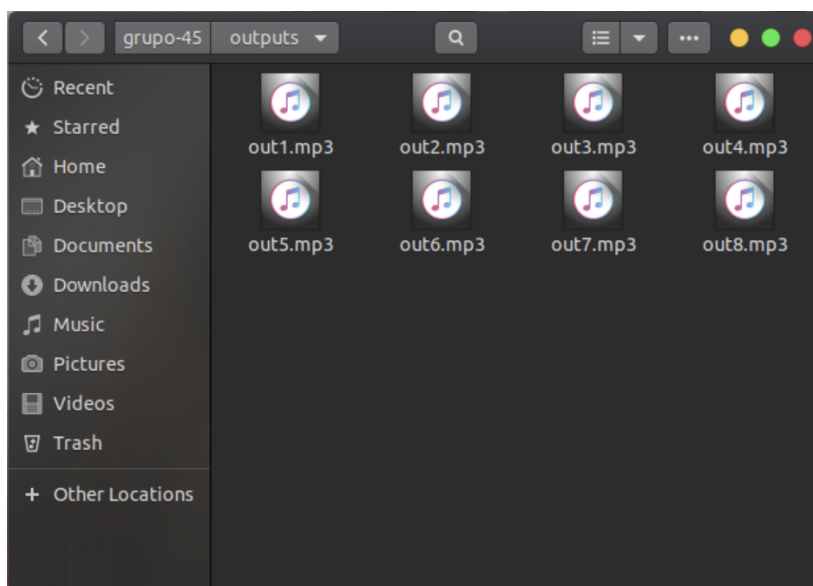 grupo-45 outputs
Recent
Starred
Home
Desktop
Documents
Downloads
Music
Pictures
Videos
Trash
Other Locations
out1.mp3 out2.mp3 out3.mp3 out4.mp3
out5.mp3 out6.mp3 out7.mp3 out8.mp3